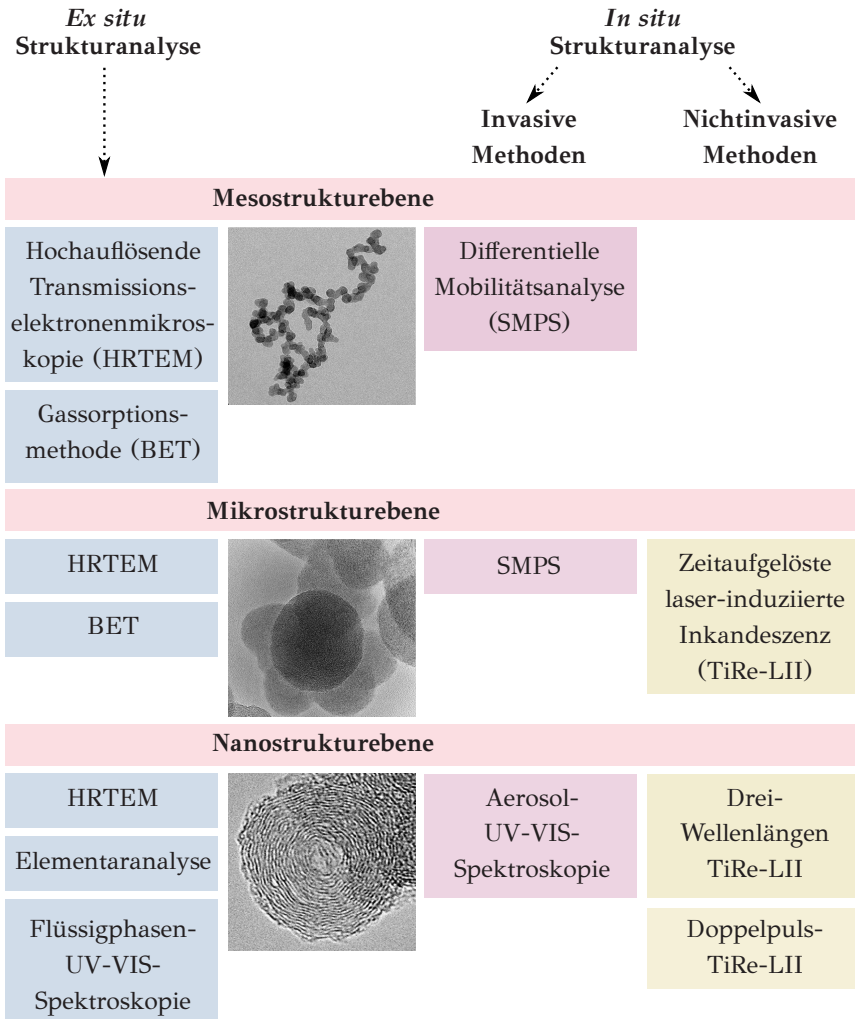 Ex situ
Strukturanalyse
In situ
Strukturanalyse
Invasive
Methoden
Nichtinvasive
Methoden
Mesostrukturebene
Hochauflösende
Transmissions-
elektronenmikros-
kopie (HRTEM)
Gassorptions-
methode (BET)
Differentielle
Mobilitätsanalyse
(SMPS)
Mikrostrukturebene
HRTEM
BET
SMPS
Zeitaufgelöste
laser-induziierte
Inkandeszenz
(TiRe-LII)
Nanostrukturebene
HRTEM
Elementaranalyse
Flüssigphasen-
UV-VIS-
Spektroskopie
Aerosol-
UV-VIS-
Spektroskopie
Drei-
Wellenlängen
TiRe-LII
Doppelpuls-
TiRe-LII